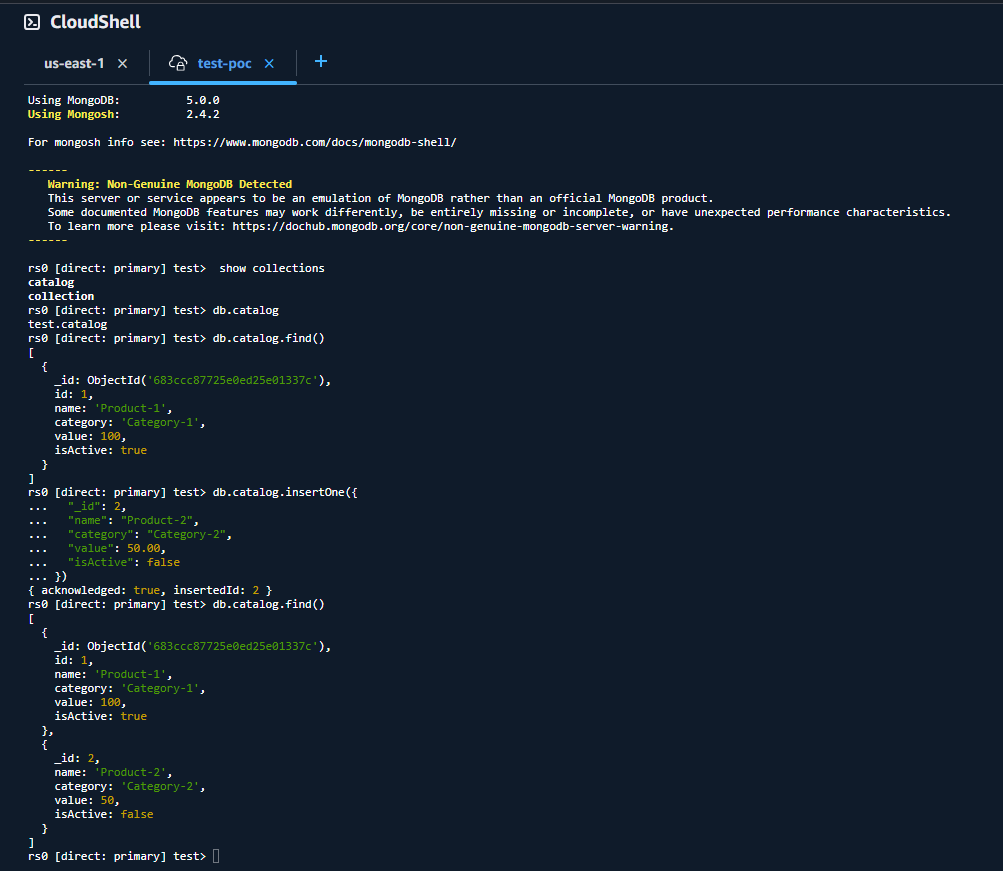 CloudShell
us-east-1 × test-poc × +
Using MongoDB: 5.0.0
Using Mongosh: 2.4.2
For mongosh info see: https://www.mongodb.com/docs/mongodb-shell/
------
   Warning: Non-Genuine MongoDB Detected
   This server or service appears to be an emulation of MongoDB rather than an official MongoDB product.
   Some documented MongoDB features may work differently, be entirely missing or incomplete, or have unexpected performance characteristics.
   To learn more please visit: https://dochub.mongodb.org/core/non-genuine-mongodb-server-warning.
------
rs0 [direct: primary] test>  show collections
catalog
collection
rs0 [direct: primary] test> db.catalog
test.catalog
rs0 [direct: primary] test> db.catalog.find()
[
  {
    _id: ObjectId('683ccc87725e0ed25e01337c'),
    id: 1,
    name: 'Product-1',
    category: 'Category-1',
    value: 100,
    isActive: true
  }
]
rs0 [direct: primary] test> db.catalog.insertOne({
...   "_id": 2,
...   "name": "Product-2",
...   "category": "Category-2",
...   "value": 50.00,
...   "isActive": false
... })
{ acknowledged: true, insertedId: 2 }
rs0 [direct: primary] test> db.catalog.find()
[
  {
    _id: ObjectId('683ccc87725e0ed25e01337c'),
    id: 1,
    name: 'Product-1',
    category: 'Category-1',
    value: 100,
    isActive: true
  },
  {
    _id: 2,
    name: 'Product-2',
    category: 'Category-2',
    value: 50,
    isActive: false
  }
]
rs0 [direct: primary] test>